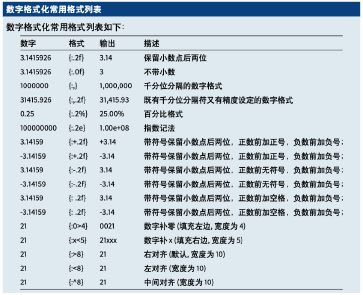 数字格式化常用格式列表
数字格式化常用格式列表如下:
数字 格式 输出 描述
3.1415926 {:.2f} 3.14 保留小数点后两位
3.1415926 {:.0f} 3 不带小数
1000000 {:,} 1,000,000 千分位分隔的数字格式
31415.926 {:,.2f} 31,415.93 既有千分位分隔符又有精度设定的数字格式
0.25 {:.2%} 25.00% 百分比格式
100000000 {:.2e} 1.00e+08 指数记法
3.14159 {:+.2f} +3.14 带符号保留小数点后两位，正数前加正号，负数前加负号;
-3.14159 {:+.2f} -3.14 带符号保留小数点后两位，正数前加正号，负数前加负号;
3.14159 {:-.2f} 3.14 带符号保留小数点后两位，正数前无符号，负数前加负号;
-3.14159 {:-.2f} -3.14 带符号保留小数点后两位，正数前无符号，负数前加负号;
3.14159 {: .2f} 3.14 带符号保留小数点后两位，正数前加空格，负数前加负号;
-3.14159 {: .2f} -3.14 带符号保留小数点后两位，正数前加空格，负数前加负号;
21 {:0>4} 0021 数字补零 (填充左边, 宽度为 4)
21 {:x<5} 21xxx 数字补 x (填充右边, 宽度为 5)
21 {:>8} 21 右对齐 (默认, 宽度为 10)
21 {:<8} 21 左对齐 (宽度为 10)
21 {:^8} 21 中间对齐 (宽度为 10)